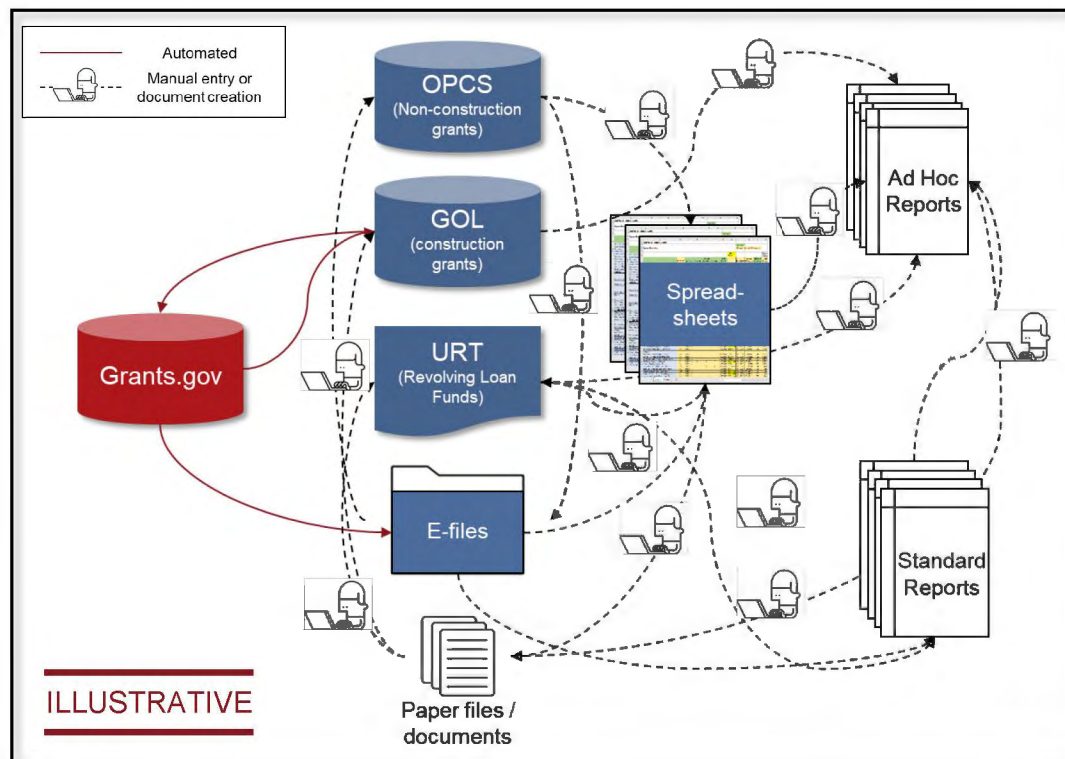 Automated
Manual entry or
document creation
OPCS
(Non-construction
grants)
GOL
(construction
grants)
URT
(Revolving Loan
Funds)
Grants.gov
E-files
Spread-
sheets
Ad Hoc
Reports
Standard
Reports
Paper files /
documents
ILLUSTRATIVE